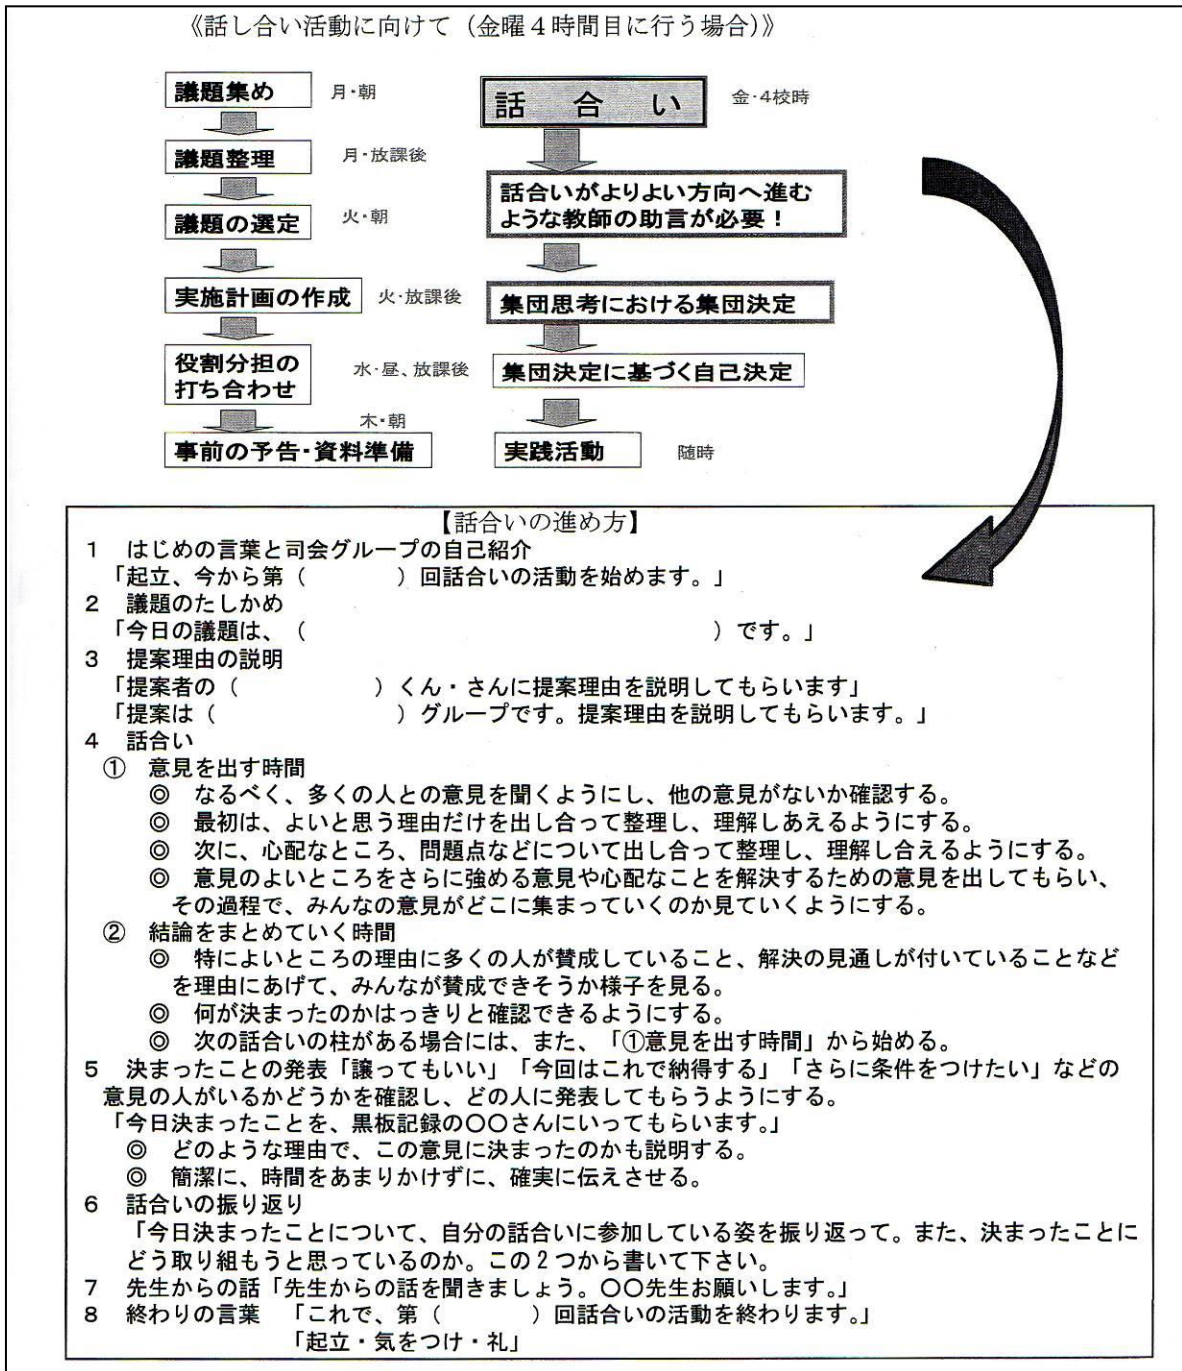 《話し合い活動に向けて（金曜４時間目に行う場合）》
議題集め
月・朝
議題整理
月・放課後
議題の選定
火・朝
実施計画の作成
火・放課後
役割分担の
打ち合わせ
水・昼、放課後
木・朝
事前の予告・資料準備
話　合　い
金・4校時
話合いがよりよい方向へ進む
ような教師の助言が必要！
集団思考における集団決定
集団決定に基づく自己決定
実践活動
随時
【話合いの進め方】
１　はじめの言葉と司会グループの自己紹介
「起立、今から第（　　　　）回話合いの活動を始めます。」
２　議題のたしかめ
「今日の議題は、（　　　　　　　　　　　　　　　　　）です。」
３　提案理由の説明
「提案者の（　　　　　　）くん・さんに提案理由を説明してもらいます」
「提案は（　　　　　　　　）グループです。提案理由を説明してもらいます。」
４　話合い
①　意見を出す時間
◎　なるべく、多くの人との意見を聞くようにし、他の意見がないか確認する。
◎　最初は、よいと思う理由だけを出し合って整理し、理解しあえるようにする。
◎　次に、心配なところ、問題点などについて出し合って整理し、理解し合えるようにする。
◎　意見のよいところをさらに強める意見や心配なことを解決するための意見を出してもらい、
その過程で、みんなの意見がどこに集まっていくのか見ていくようにする。
②　結論をまとめていく時間
◎　特によいところの理由に多くの人が賛成していること、解決の見通しが付いていることなど
を理由にあげて、みんなが賛成できそうか様子を見る。
◎　何が決まったのかはっきりと確認できるようにする。
◎　次の話合いの柱がある場合には、また、「①意見を出す時間」から始める。
５　決まったことの発表「譲ってもいい」「今回はこれで納得する」「さらに条件をつけたい」などの
意見の人がいるかどうかを確認し、どの人に発表してもらうようにする。
「今日決まったことを、黒板記録の〇〇さんにいってもらいます。」
◎　どのような理由で、この意見に決まったのかも説明する。
◎　簡潔に、時間をあまりかけずに、確実に伝えさせる。
６　話合いの振り返り
「今日決まったことについて、自分の話合いに参加している姿を振り返って。また、決まったことに
どう取り組もうと思っているのか。この２つから書いて下さい。
７　先生からの話「先生からの話を聞きましょう。〇〇先生お願いします。」
８　終わりの言葉　「これで、第（　　　　）回話合いの活動を終わります。」
「起立・気をつけ・礼」